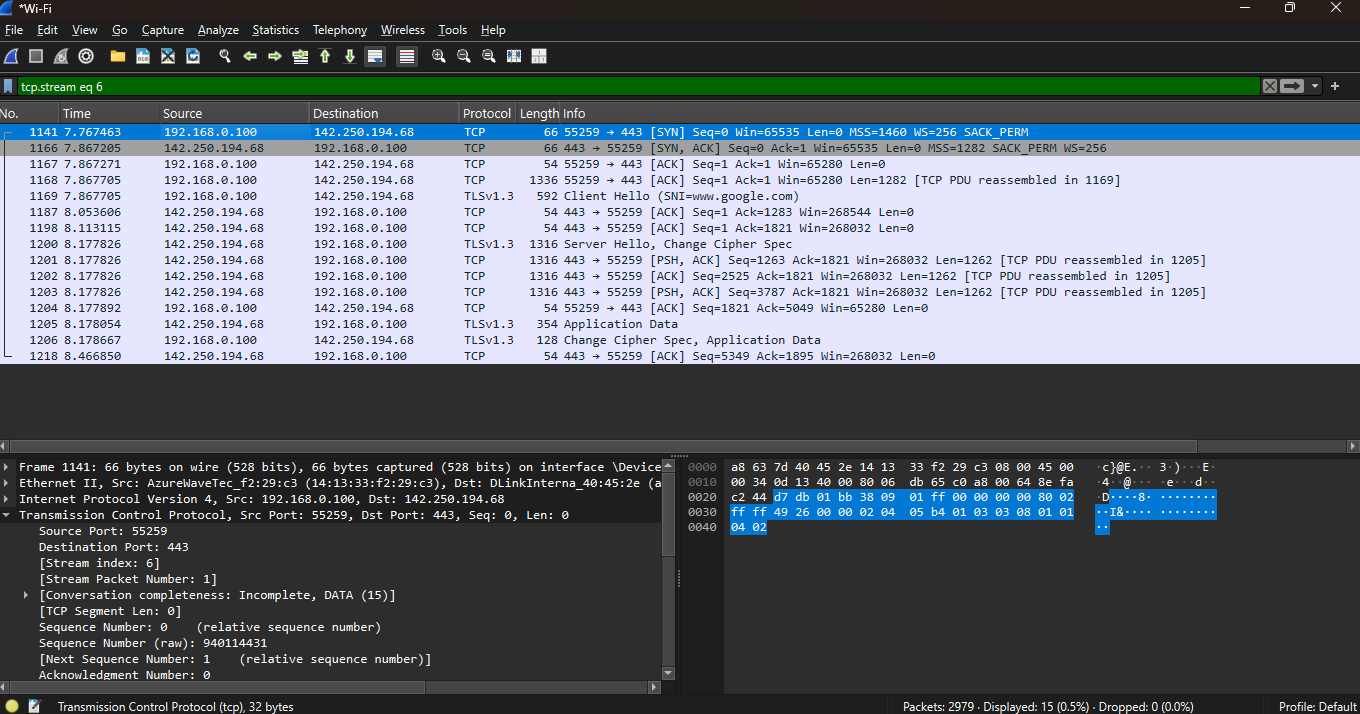 *Wi-Fi
File Edit View Go Capture Analyze Statistics Telephony Wireless Tools Help
tcp.stream eq 6
No. Time Source Destination Protocol Length Info
1141 7.767463 192.168.0.100 142.250.194.68 TCP 66 55259 → 443 [SYN] Seq=0 Win=65535 Len=0 MSS=1460 WS=256 SACK_PERM
1166 7.867205 142.250.194.68 192.168.0.100 TCP 66 443 → 55259 [SYN, ACK] Seq=0 Ack=1 Win=65535 Len=0 MSS=1282 SACK_PERM WS=256
1167 7.867271 192.168.0.100 142.250.194.68 TCP 54 55259 → 443 [ACK] Seq=1 Ack=1 Win=65280 Len=0
1168 7.867705 192.168.0.100 142.250.194.68 TCP 1336 55259 → 443 [ACK] Seq=1 Ack=1 Win=65280 Len=1282 [TCP PDU reassembled in 1169]
1169 7.867705 192.168.0.100 142.250.194.68 TLSv1.3 592 Client Hello (SNI=www.google.com)
1187 8.053606 142.250.194.68 192.168.0.100 TCP 54 443 → 55259 [ACK] Seq=1 Ack=1283 Win=268544 Len=0
1198 8.113115 142.250.194.68 192.168.0.100 TCP 54 443 → 55259 [ACK] Seq=1 Ack=1821 Win=268032 Len=0
1200 8.177826 142.250.194.68 192.168.0.100 TLSv1.3 1316 Server Hello, Change Cipher Spec
1201 8.177826 142.250.194.68 192.168.0.100 TCP 1316 443 → 55259 [PSH, ACK] Seq=1263 Ack=1821 Win=268032 Len=1262 [TCP PDU reassembled in 1205]
1202 8.177826 142.250.194.68 192.168.0.100 TCP 1316 443 → 55259 [ACK] Seq=2525 Ack=1821 Win=268032 Len=1262 [TCP PDU reassembled in 1205]
1203 8.177826 142.250.194.68 192.168.0.100 TCP 1316 443 → 55259 [PSH, ACK] Seq=3787 Ack=1821 Win=268032 Len=1262 [TCP PDU reassembled in 1205]
1204 8.177892 192.168.0.100 142.250.194.68 TCP 54 55259 → 443 [ACK] Seq=1821 Ack=5049 Win=65280 Len=0
1205 8.178054 142.250.194.68 192.168.0.100 TLSv1.3 354 Application Data
1206 8.178667 192.168.0.100 142.250.194.68 TLSv1.3 128 Change Cipher Spec, Application Data
1218 8.466850 142.250.194.68 192.168.0.100 TCP 54 443 → 55259 [ACK] Seq=5349 Ack=1895 Win=268032 Len=0
Frame 1141: 66 bytes on wire (528 bits), 66 bytes captured (528 bits) on interface \Device
Ethernet II, Src: AzureWaveTec_f2:29:c3 (14:13:33:f2:29:c3), Dst: DLinkInterna_40:45:2e (a
Internet Protocol Version 4, Src: 192.168.0.100, Dst: 142.250.194.68
Transmission Control Protocol, Src Port: 55259, Dst Port: 443, Seq: 0, Len: 0
Source Port: 55259
Destination Port: 443
[Stream index: 6]
[Stream Packet Number: 1]
[Conversation completeness: Incomplete, DATA (15)]
[TCP Segment Len: 0]
Sequence Number: 0 (relative sequence number)
Sequence Number (raw): 940114431
[Next Sequence Number: 1 (relative sequence number)]
Acknowledgment Number: 0
0000 a8 63 7d 40 45 2e 14 13 33 f2 29 c3 08 00 45 00 ·c}@E.·· 3·)···E·
0010 00 34 0d 13 40 00 80 06 db 65 c0 a8 00 64 8e fa ·4··@··· ·e···d··
0020 c2 44 d7 db 01 bb 38 09 01 ff 00 00 00 00 80 02 ·D····8· ········
0030 ff ff 49 26 00 00 02 04 05 b4 01 03 03 08 01 01 ··I&···· ········
0040 04 02 ··
Transmission Control Protocol (tcp), 32 bytes
Packets: 2979 · Displayed: 15 (0.5%) · Dropped: 0 (0.0%)
Profile: Default